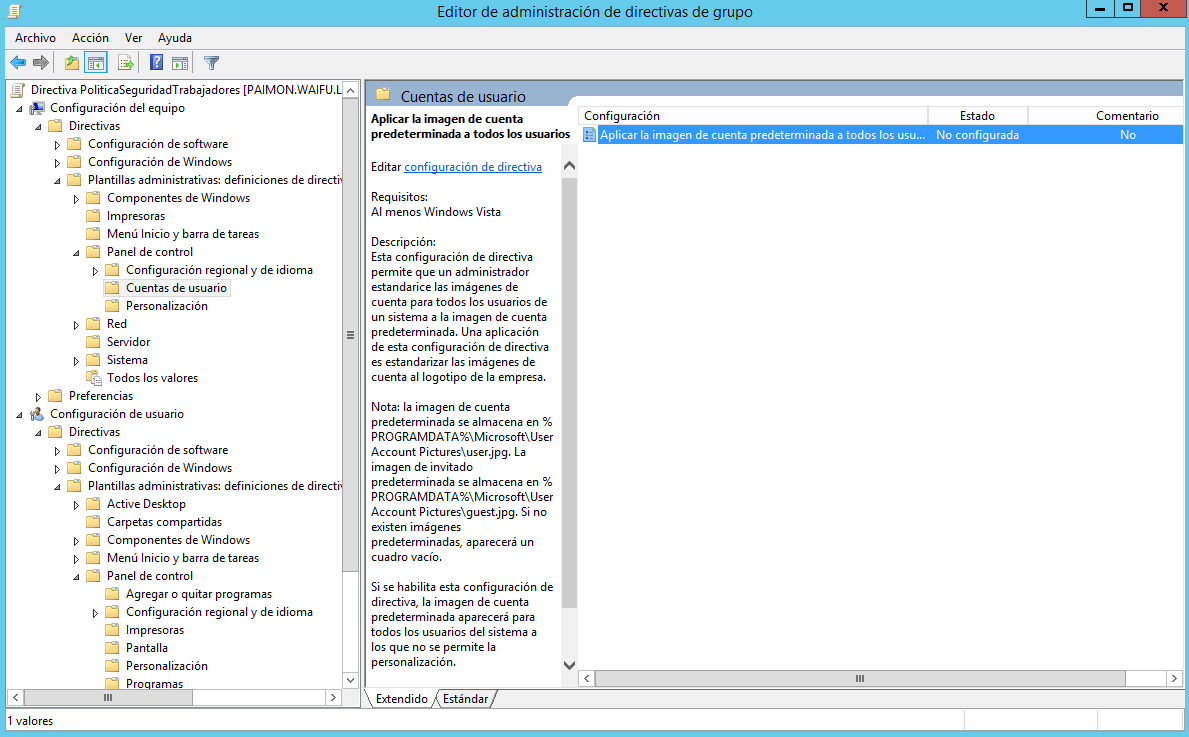 Editor de administración de directivas de grupo
Archivo Acción Ver Ayuda
Directiva PoliticaSeguridadTrabajadores [PAIMON.WAIFU.L
Configuración del equipo
Directivas
Configuración de software
Configuración de Windows
Plantillas administrativas: definiciones de directiv
Componentes de Windows
Impresoras
Menú Inicio y barra de tareas
Panel de control
Configuración regional y de idioma
Cuentas de usuario
Personalización
Red
Servidor
Sistema
Todos los valores
Preferencias
Configuración de usuario
Directivas
Configuración de software
Configuración de Windows
Plantillas administrativas: definiciones de directiv
Active Desktop
Carpetas compartidas
Componentes de Windows
Menú Inicio y barra de tareas
Panel de control
Agregar o quitar programas
Configuración regional y de idioma
Impresoras
Pantalla
Personalización
Programas
Cuentas de usuario
Aplicar la imagen de cuenta
predeterminada a todos los usuarios
Editar configuración de directiva
Requisitos:
Al menos Windows Vista
Descripción:
Esta configuración de directiva
permite que un administrador
estandarice las imágenes de
cuenta para todos los usuarios de
un sistema a la imagen de cuenta
predeterminada. Una aplicación
de esta configuración de directiva
es estandarizar las imágenes de
cuenta al logotipo de la empresa.
Nota: la imagen de cuenta
predeterminada se almacena en %
PROGRAMDATA%\Microsoft\User
Account Pictures\user.jpg. La
imagen de invitado
predeterminada se almacena en %
PROGRAMDATA%\Microsoft\User
Account Pictures\guest.jpg. Si no
existen imágenes
predeterminadas, aparecerá un
cuadro vacío.
Si se habilita esta configuración de
directiva, la imagen de cuenta
predeterminada aparecerá para
todos los usuarios del sistema a
los que no se permite la
personalización.
Configuración Estado Comentario
Aplicar la imagen de cuenta predeterminada a todos los usu... No configurada No
Extendido Estándar
1 valores